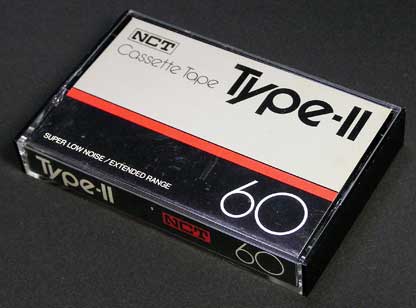 NCT
Cassette Tape
Type-II
SUPER LOW NOISE / EXTENDED RANGE
60
Type-II
NCT
60